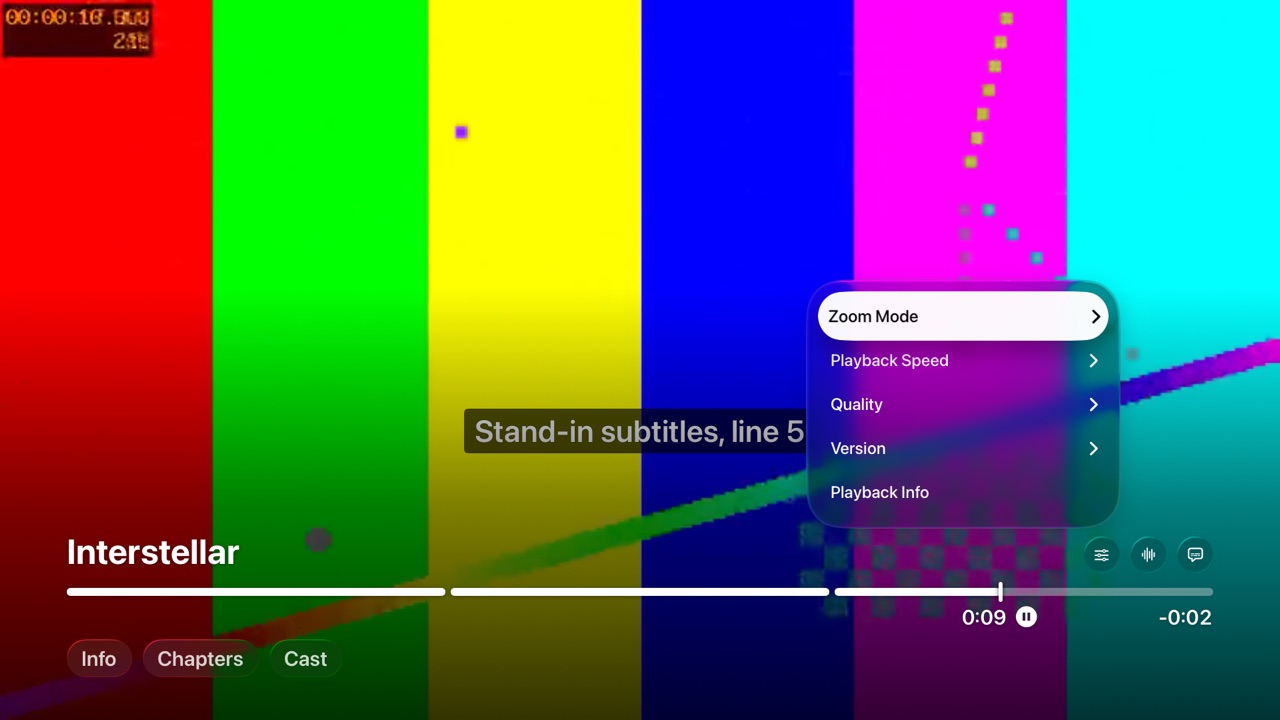 Zoom Mode
Playback Speed
Quality
Version
Playback Info
Stand-in subtitles, line 5
Interstellar
0:09
-0:02
Info
Chapters
Cast